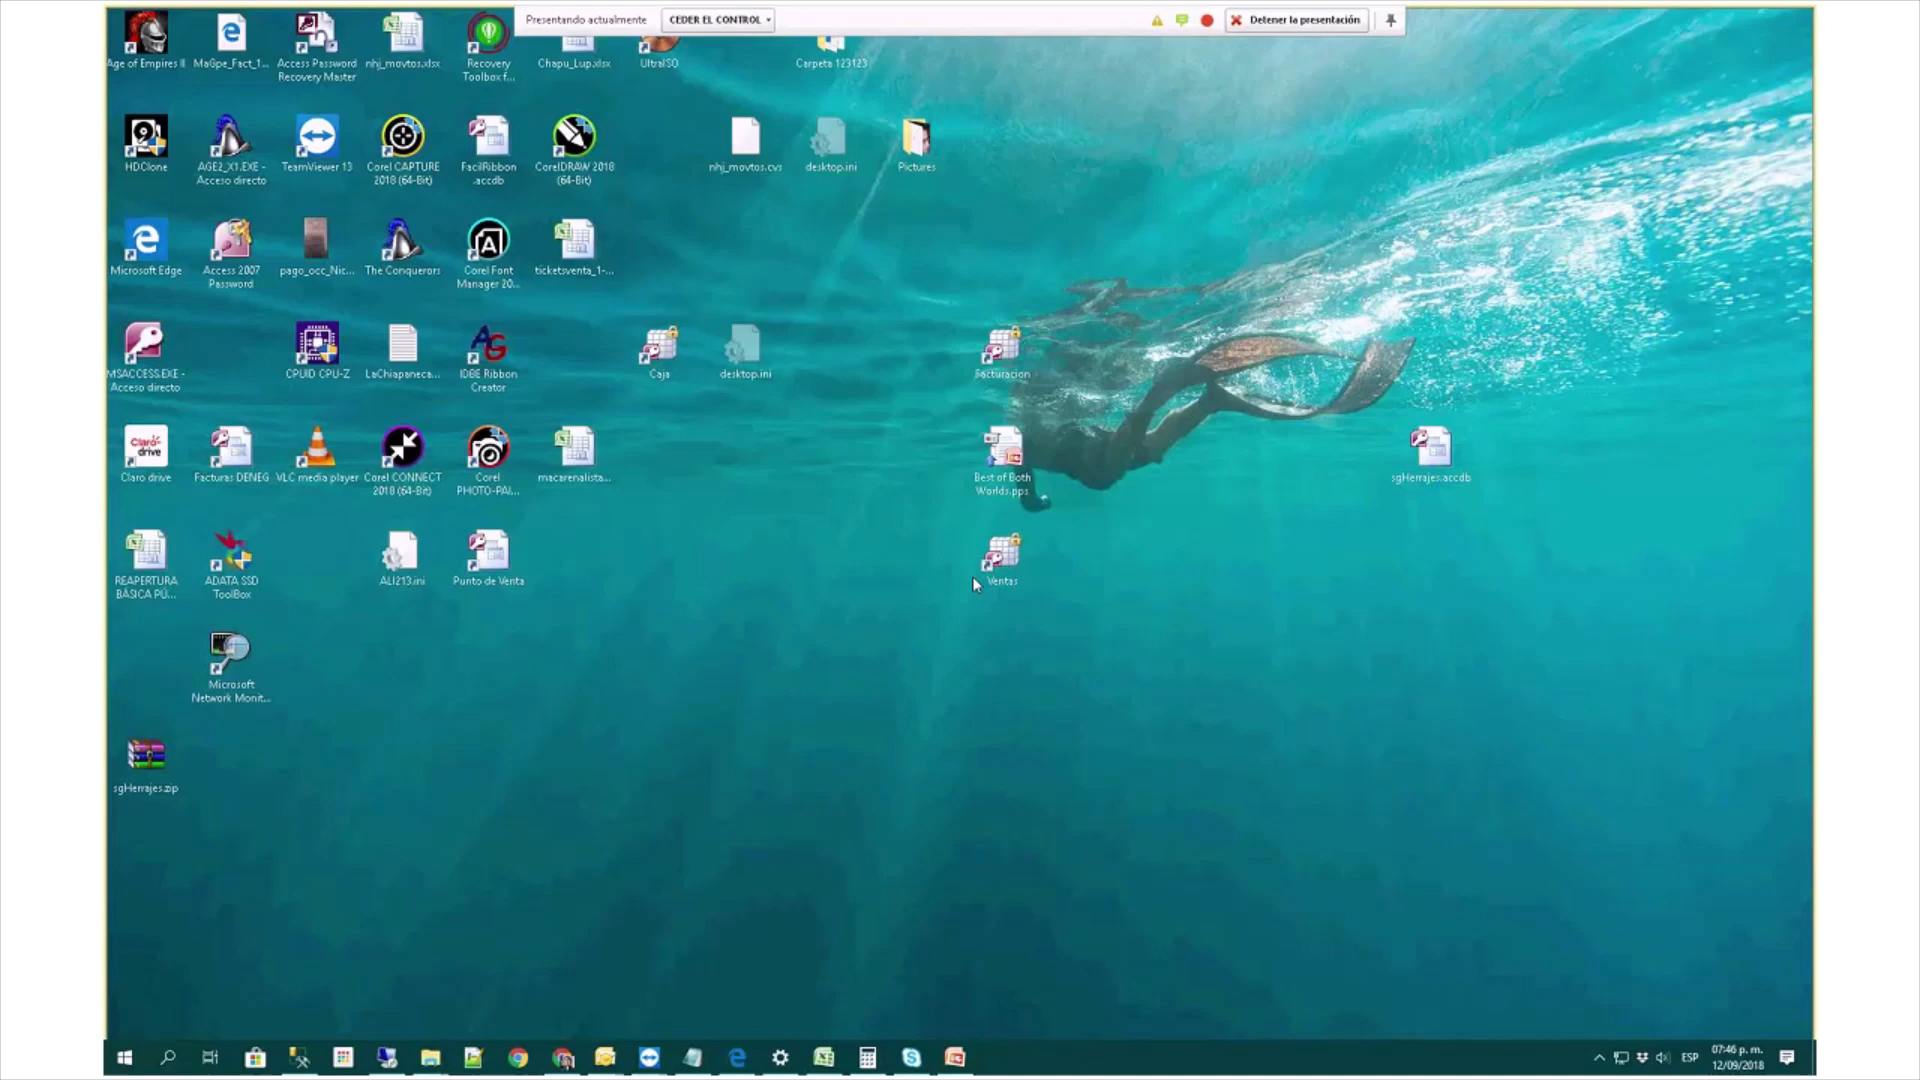 Presentando actualmente
CEDER EL CONTROL
Detener la presentación
Age of Empires II
MaGpe_Fact_1...
Access Password
Recovery Master
nhj_movtos.xlsx
Recovery
Toolbox f...
Chapu_Lup.xlsx
UltraISO
Carpeta 123123
HDClone
AGE2_X1.EXE -
Acceso directo
TeamViewer 13
Corel CAPTURE
2018 (64-Bit)
FacilRibbon
.accdb
CorelDRAW 2018
(64-Bit)
nhj_movtos.cvs
desktop.ini
Pictures
Microsoft Edge
Access 2007
Password
pago_occ_Nic...
The Conquerors
Corel Font
Manager 20...
ticketsventa_1-...
MSACCESS.EXE -
Acceso directo
CPUID CPU-Z
LaChiapaneca...
IDBE Ribbon
Creator
Caja
desktop.ini
Facturacion
Claro-
drive
Claro drive
Facturas DENEG
VLC media player
Corel CONNECT
2018 (64-Bit)
Corel
PHOTO-PAI...
macarenalista...
Best of Both
Worlds.pps
sgHerrajes.accdb
REAPERTURA
BÁSICA PÚ...
ADATA SSD
ToolBox
ALI213.ini
Punto de Venta
Ventas
Microsoft
Network Monit...
sgHerrajes.zip
ESP
07:46 p. m.
12/09/2018